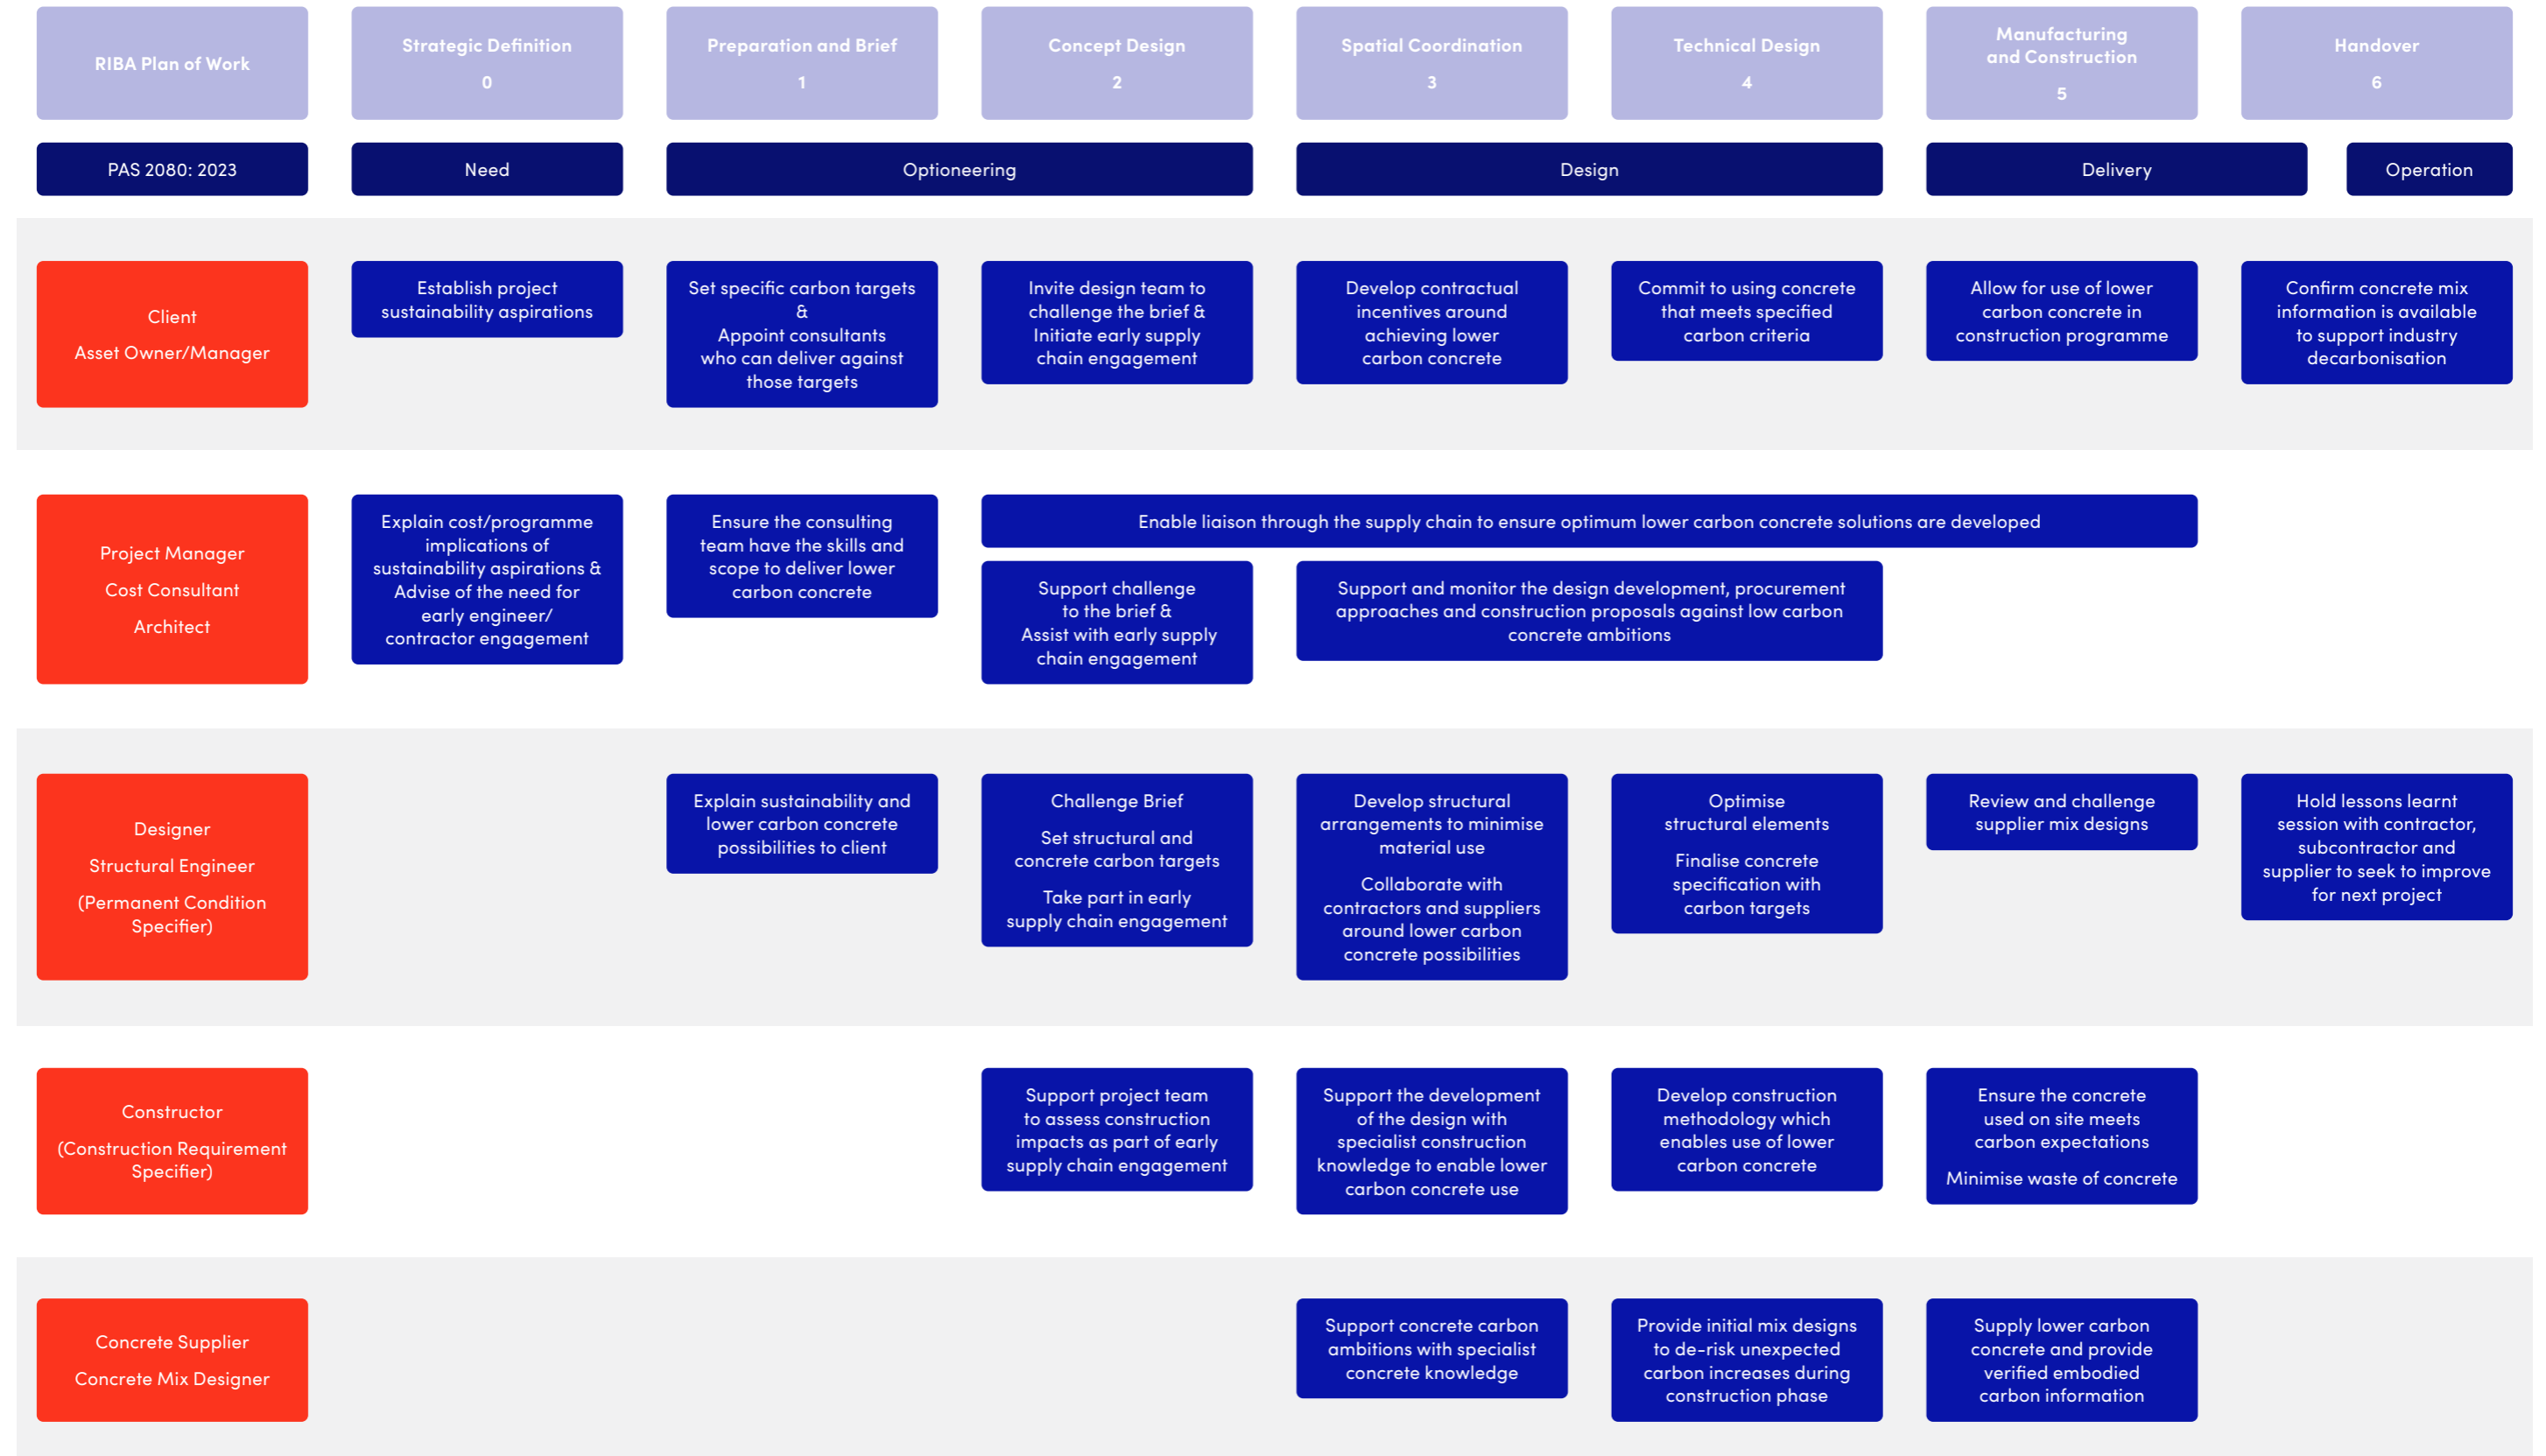 RIBA Plan of Work
Strategic Definition
0
Preparation and Brief
1
Concept Design
2
Spatial Coordination
3
Technical Design
4
Manufacturing
and Construction
5
Handover
6
PAS 2080: 2023
Need
Optioneering
Design
Delivery
Operation
Client
Asset Owner/Manager
Establish project
sustainability aspirations
Set specific carbon targets
&
Appoint consultants
who can deliver against
those targets
Invite design team to
challenge the brief &
Initiate early supply
chain engagement
Develop contractual
incentives around
achieving lower
carbon concrete
Commit to using concrete
that meets specified
carbon criteria
Allow for use of lower
carbon concrete in
construction programme
Confirm concrete mix
information is available
to support industry
decarbonisation
Project Manager
Cost Consultant
Architect
Explain cost/programme
implications of
sustainability aspirations &
Advise of the need for
early engineer/
contractor engagement
Ensure the consulting
team have the skills and
scope to deliver lower
carbon concrete
Enable liaison through the supply chain to ensure optimum lower carbon concrete solutions are developed
Support challenge
to the brief &
Assist with early supply
chain engagement
Support and monitor the design development, procurement
approaches and construction proposals against low carbon
concrete ambitions
Designer
Structural Engineer
(Permanent Condition
Specifier)
Explain sustainability and
lower carbon concrete
possibilities to client
Challenge Brief
Set structural and
concrete carbon targets
Take part in early
supply chain engagement
Develop structural
arrangements to minimise
material use
Collaborate with
contractors and suppliers
around lower carbon
concrete possibilities
Optimise
structural elements
Finalise concrete
specification with
carbon targets
Review and challenge
supplier mix designs
Hold lessons learnt
session with contractor,
subcontractor and
supplier to seek to improve
for next project
Constructor
(Construction Requirement
Specifier)
Support project team
to assess construction
impacts as part of early
supply chain engagement
Support the development
of the design with
specialist construction
knowledge to enable lower
carbon concrete use
Develop construction
methodology which
enables use of lower
carbon concrete
Ensure the concrete
used on site meets
carbon expectations
Minimise waste of concrete
Concrete Supplier
Concrete Mix Designer
Support concrete carbon
ambitions with specialist
concrete knowledge
Provide initial mix designs
to de-risk unexpected
carbon increases during
construction phase
Supply lower carbon
concrete and provide
verified embodied
carbon information